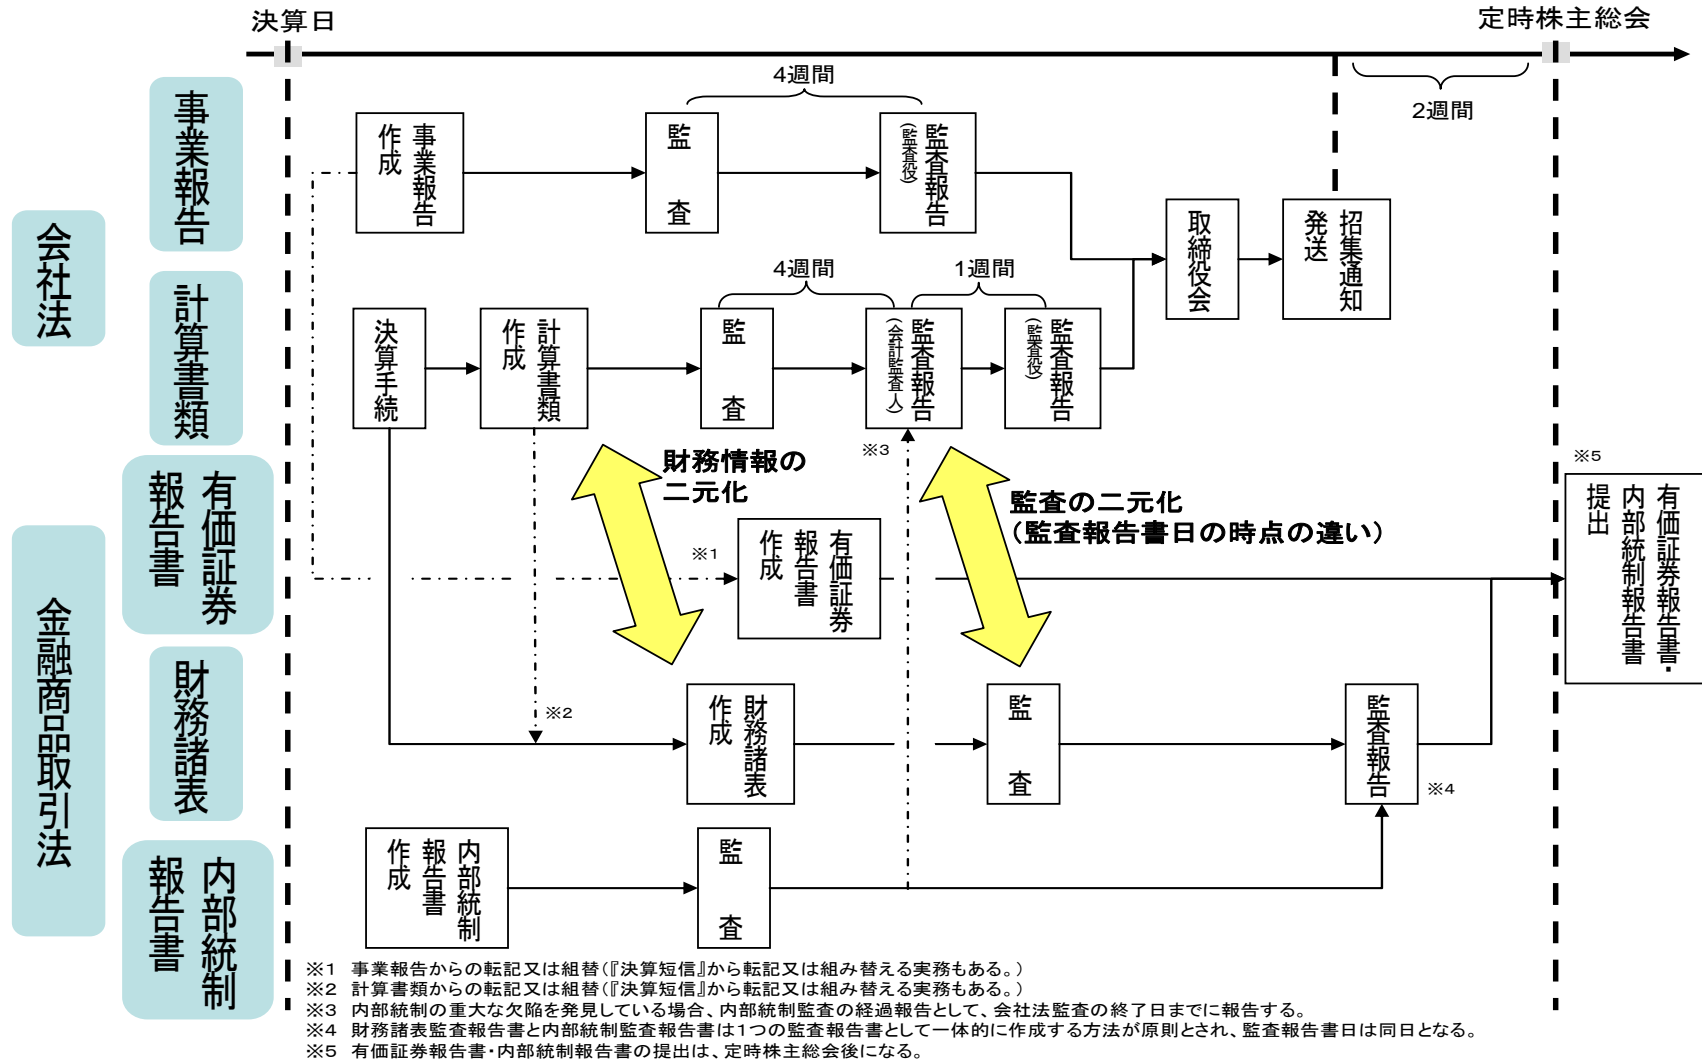 決算日
定時株主総会
会社法
事業報告
事業報告
作成
4週間
監査
監査報告
(監査役)
取締役会
招集通知
発送
2週間
計算書類
決算手続
計算書類
作成
4週間
監査
監査報告
(会計監査人)
1週間
監査報告
(監査役)
※3
財務情報の
二元化
監査の二元化
(監査報告書日の時点の違い)
金融商品取引法
有価証券
報告書
※1
有価証券
報告書
作成
※5
有価証券報告書・
内部統制報告書
提出
財務諸表
※2
財務諸表
作成
監査
監査報告
※4
内部統制
報告書
内部統制
報告書
作成
監査
※1 事業報告からの転記又は組替(『決算短信』から転記又は組み替える実務もある。)
※2 計算書類からの転記又は組替(『決算短信』から転記又は組み替える実務もある。)
※3 内部統制の重大な欠陥を発見している場合、内部統制監査の経過報告として、会社法監査の終了日までに報告する。
※4 財務諸表監査報告書と内部統制監査報告書は1つの監査報告書として一体的に作成する方法が原則とされ、監査報告書日は同日となる。
※5 有価証券報告書・内部統制報告書の提出は、定時株主総会後になる。